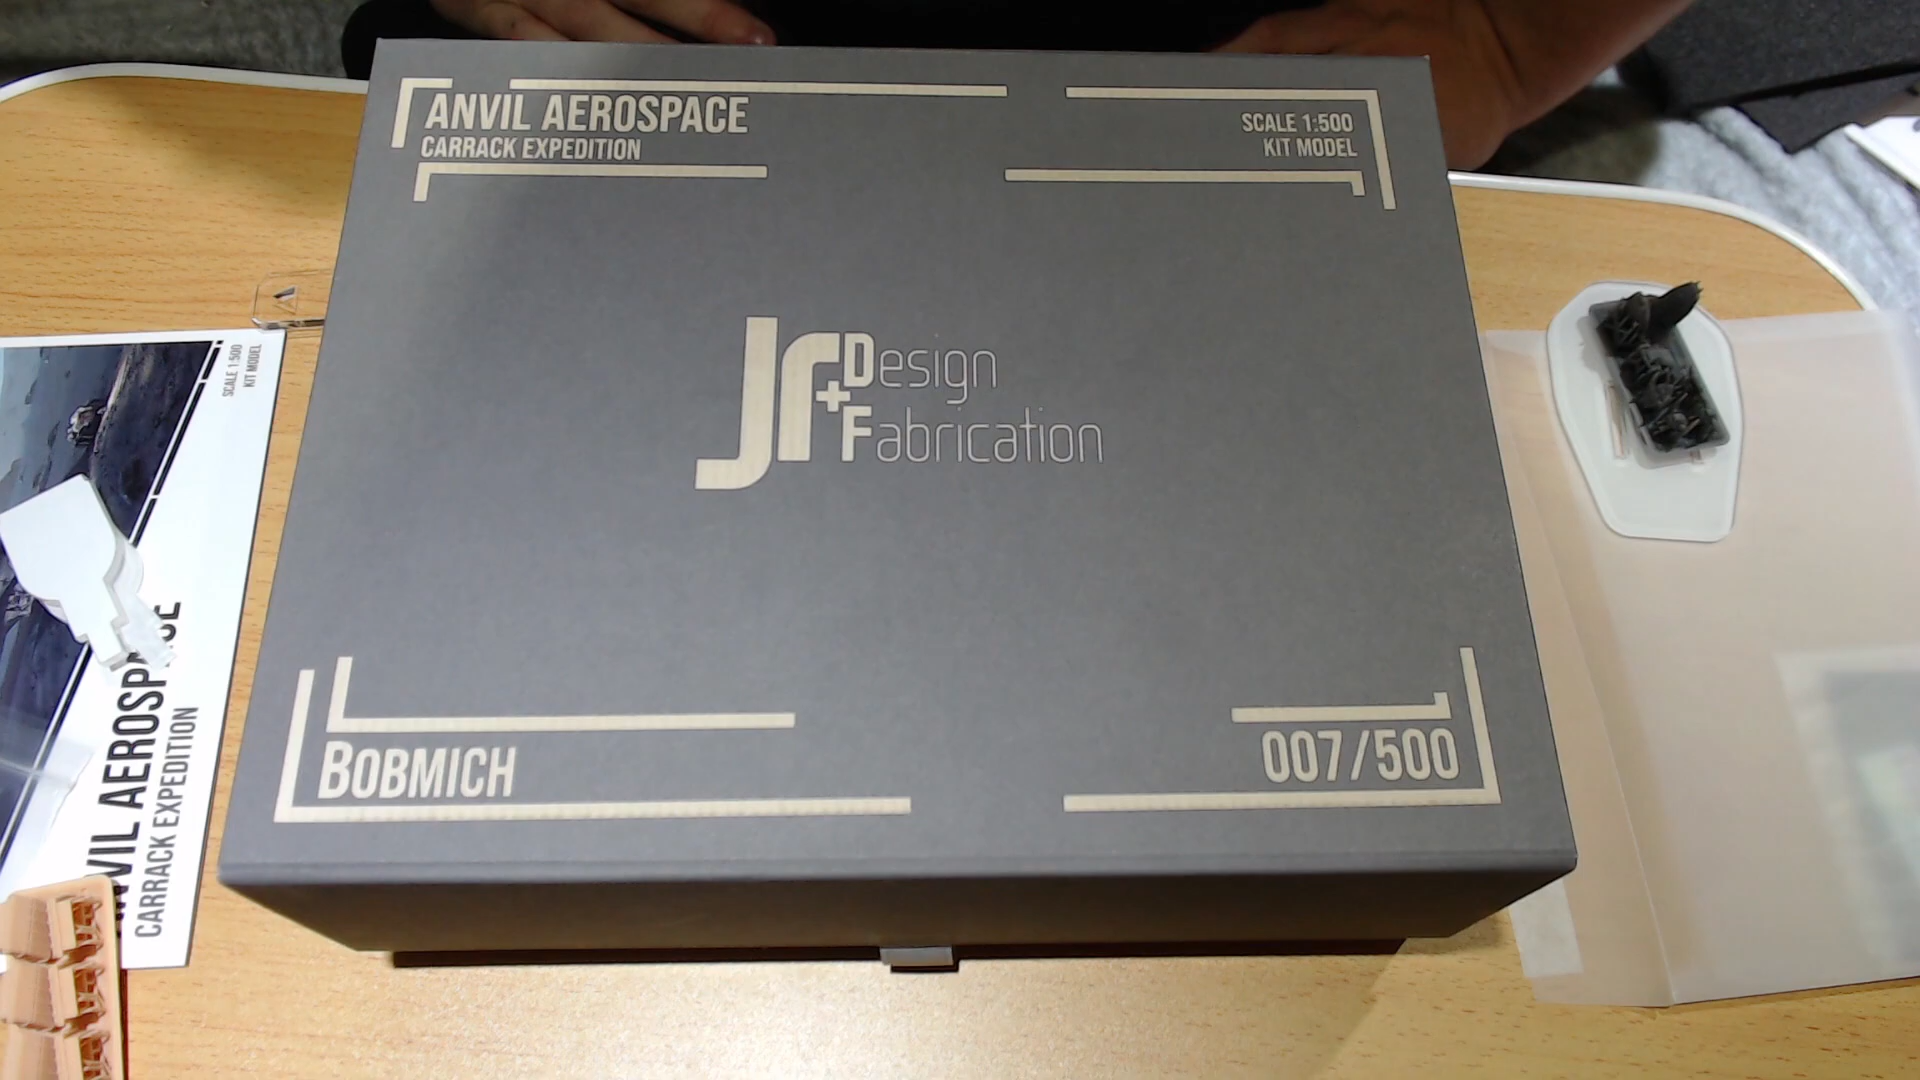 ANVIL AEROSPACE
CARRACK EXPEDITION
SCALE 1:500
KIT MODEL
Jr Design
+ Fabrication
BOBMICH
007/500
SCALE 1:500
KIT MODEL
ANVIL AEROSPACE
CARRACK EXPEDITION